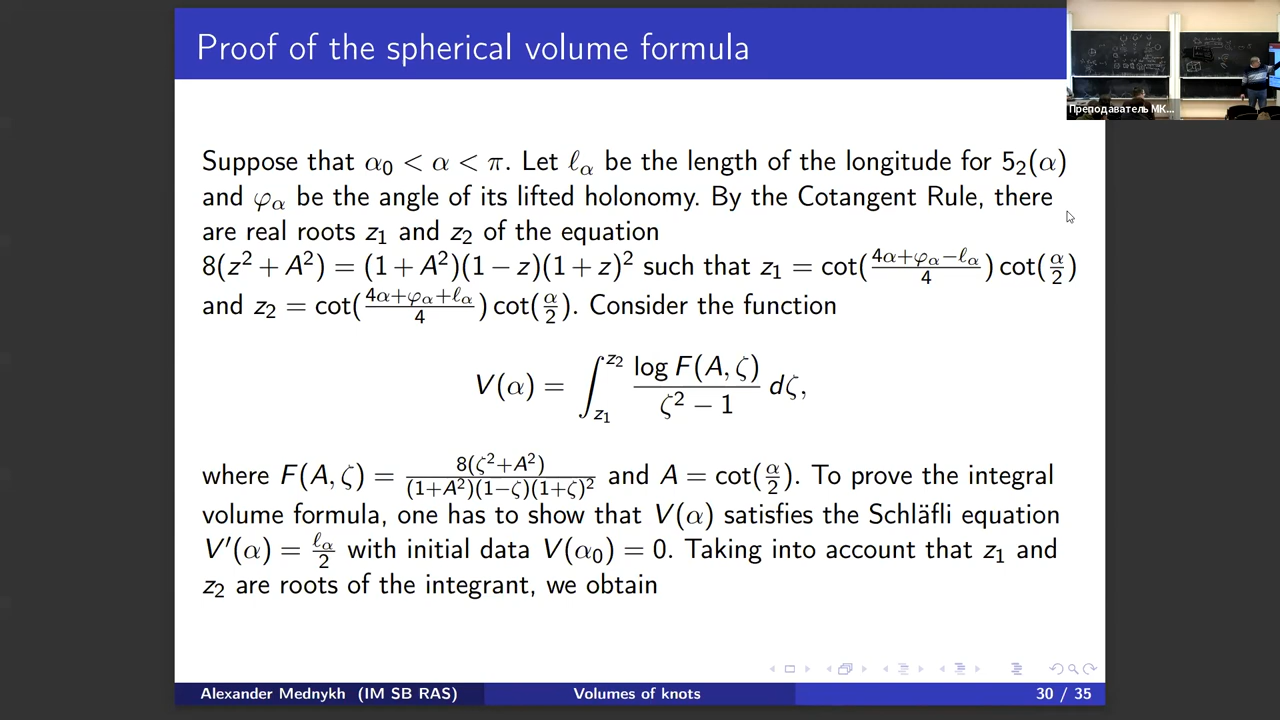 Proof of the spherical volume formula
Преподаватель МК...
Suppose that α₀ < α < π. Let ℓ_α be the length of the longitude for 5₂(α)
and φ_α be the angle of its lifted holonomy. By the Cotangent Rule, there
are real roots z₁ and z₂ of the equation
8(z² + A²) = (1 + A²)(1 − z)(1 + z)² such that z₁ = cot((4α+φ_α−ℓ_α)/4) cot(α/2)
and z₂ = cot((4α+φ_α+ℓ_α)/4) cot(α/2). Consider the function
V(α) = ∫_{z₁}^{z₂} (log F(A, ζ))/(ζ² − 1) dζ,
where F(A, ζ) = 8(ζ²+A²)/((1+A²)(1−ζ)(1+ζ)²) and A = cot(α/2). To prove the integral
volume formula, one has to show that V(α) satisfies the Schläfli equation
V′(α) = ℓ_α/2 with initial data V(α₀) = 0. Taking into account that z₁ and
z₂ are roots of the integrant, we obtain
Alexander Mednykh (IM SB RAS)
Volumes of knots
30 / 35